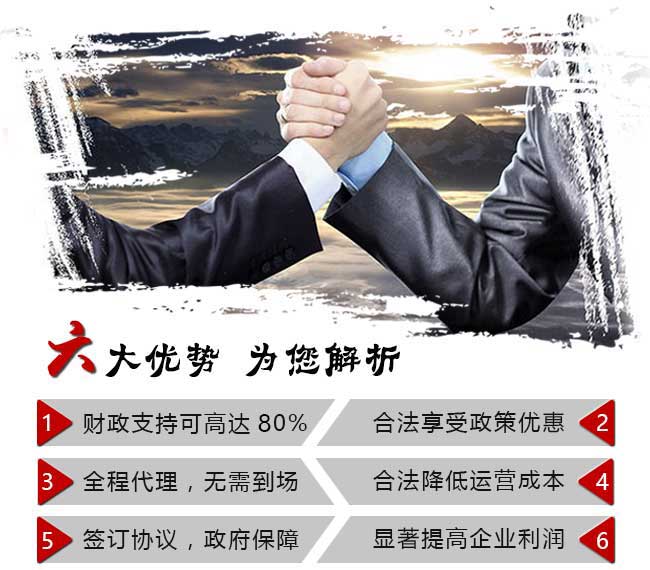 六大优势 为您解析
1 财政支持可高达 80%
合法享受政策优惠 2
3 全程代理，无需到场
合法降低运营成本 4
5 签订协议，政府保障
显著提高企业利润 6